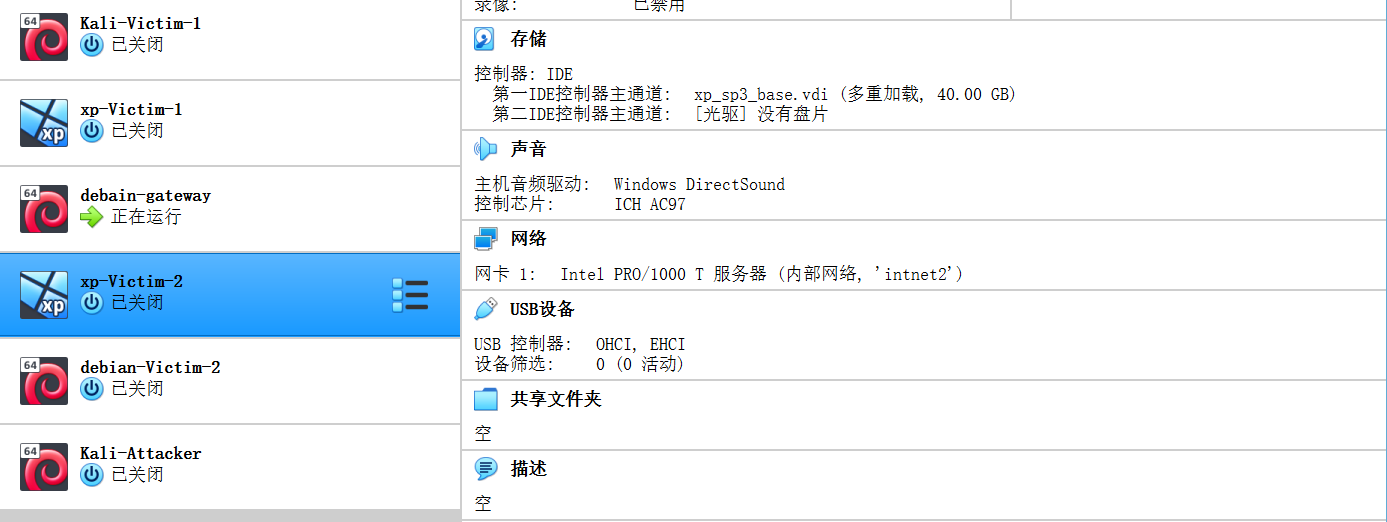 64
Kali-Victim-1
已关闭
xp
xp-Victim-1
已关闭
64
debain-gateway
正在运行
xp
xp-Victim-2
已关闭
64
debian-Victim-2
已关闭
64
Kali-Attacker
已关闭
录像: 已禁用
存储
控制器: IDE
第一IDE控制器主通道: xp_sp3_base.vdi (多重加载, 40.00 GB)
第二IDE控制器主通道: [光驱] 没有盘片
声音
主机音频驱动: Windows DirectSound
控制芯片: ICH AC97
网络
网卡 1: Intel PRO/1000 T 服务器 (内部网络, 'intnet2')
USB设备
USB 控制器: OHCI, EHCI
设备筛选: 0 (0 活动)
共享文件夹
空
描述
空